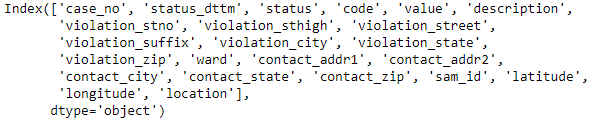 Index(['case_no', 'status_dttm', 'status', 'code', 'value', 'description',
'violation_stno', 'violation_sthigh', 'violation_street',
'violation_suffix', 'violation_city', 'violation_state',
'violation_zip', 'ward', 'contact_addr1', 'contact_addr2',
'contact_city', 'contact_state', 'contact_zip', 'sam_id', 'latitude',
'longitude', 'location'],
dtype='object')